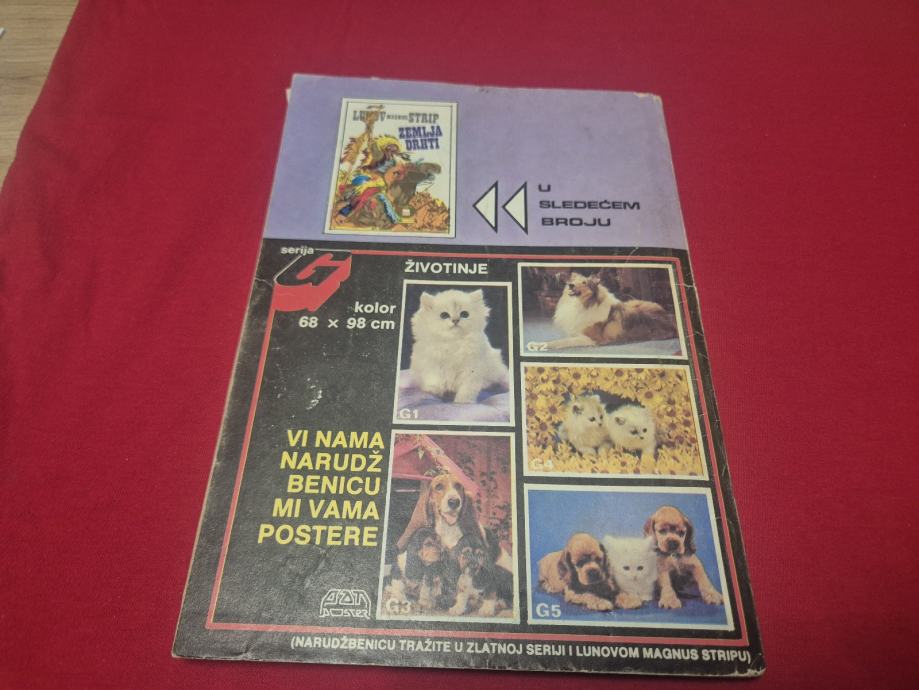 LUNOV MAGNUS STRIP
ZEMLJA
DRHTI
U
SLEDEĆEM
BROJU
serija
G
ŽIVOTINJE
kolor
68 × 98 cm
G1
G2
G4
G3
G5
VI NAMA
NARUDŽ
BENICU
MI VAMA
POSTERE
POSTER
(NARUDŽBENICU TRAŽITE U ZLATNOJ SERIJI I LUNOVOM MAGNUS STRIPU)